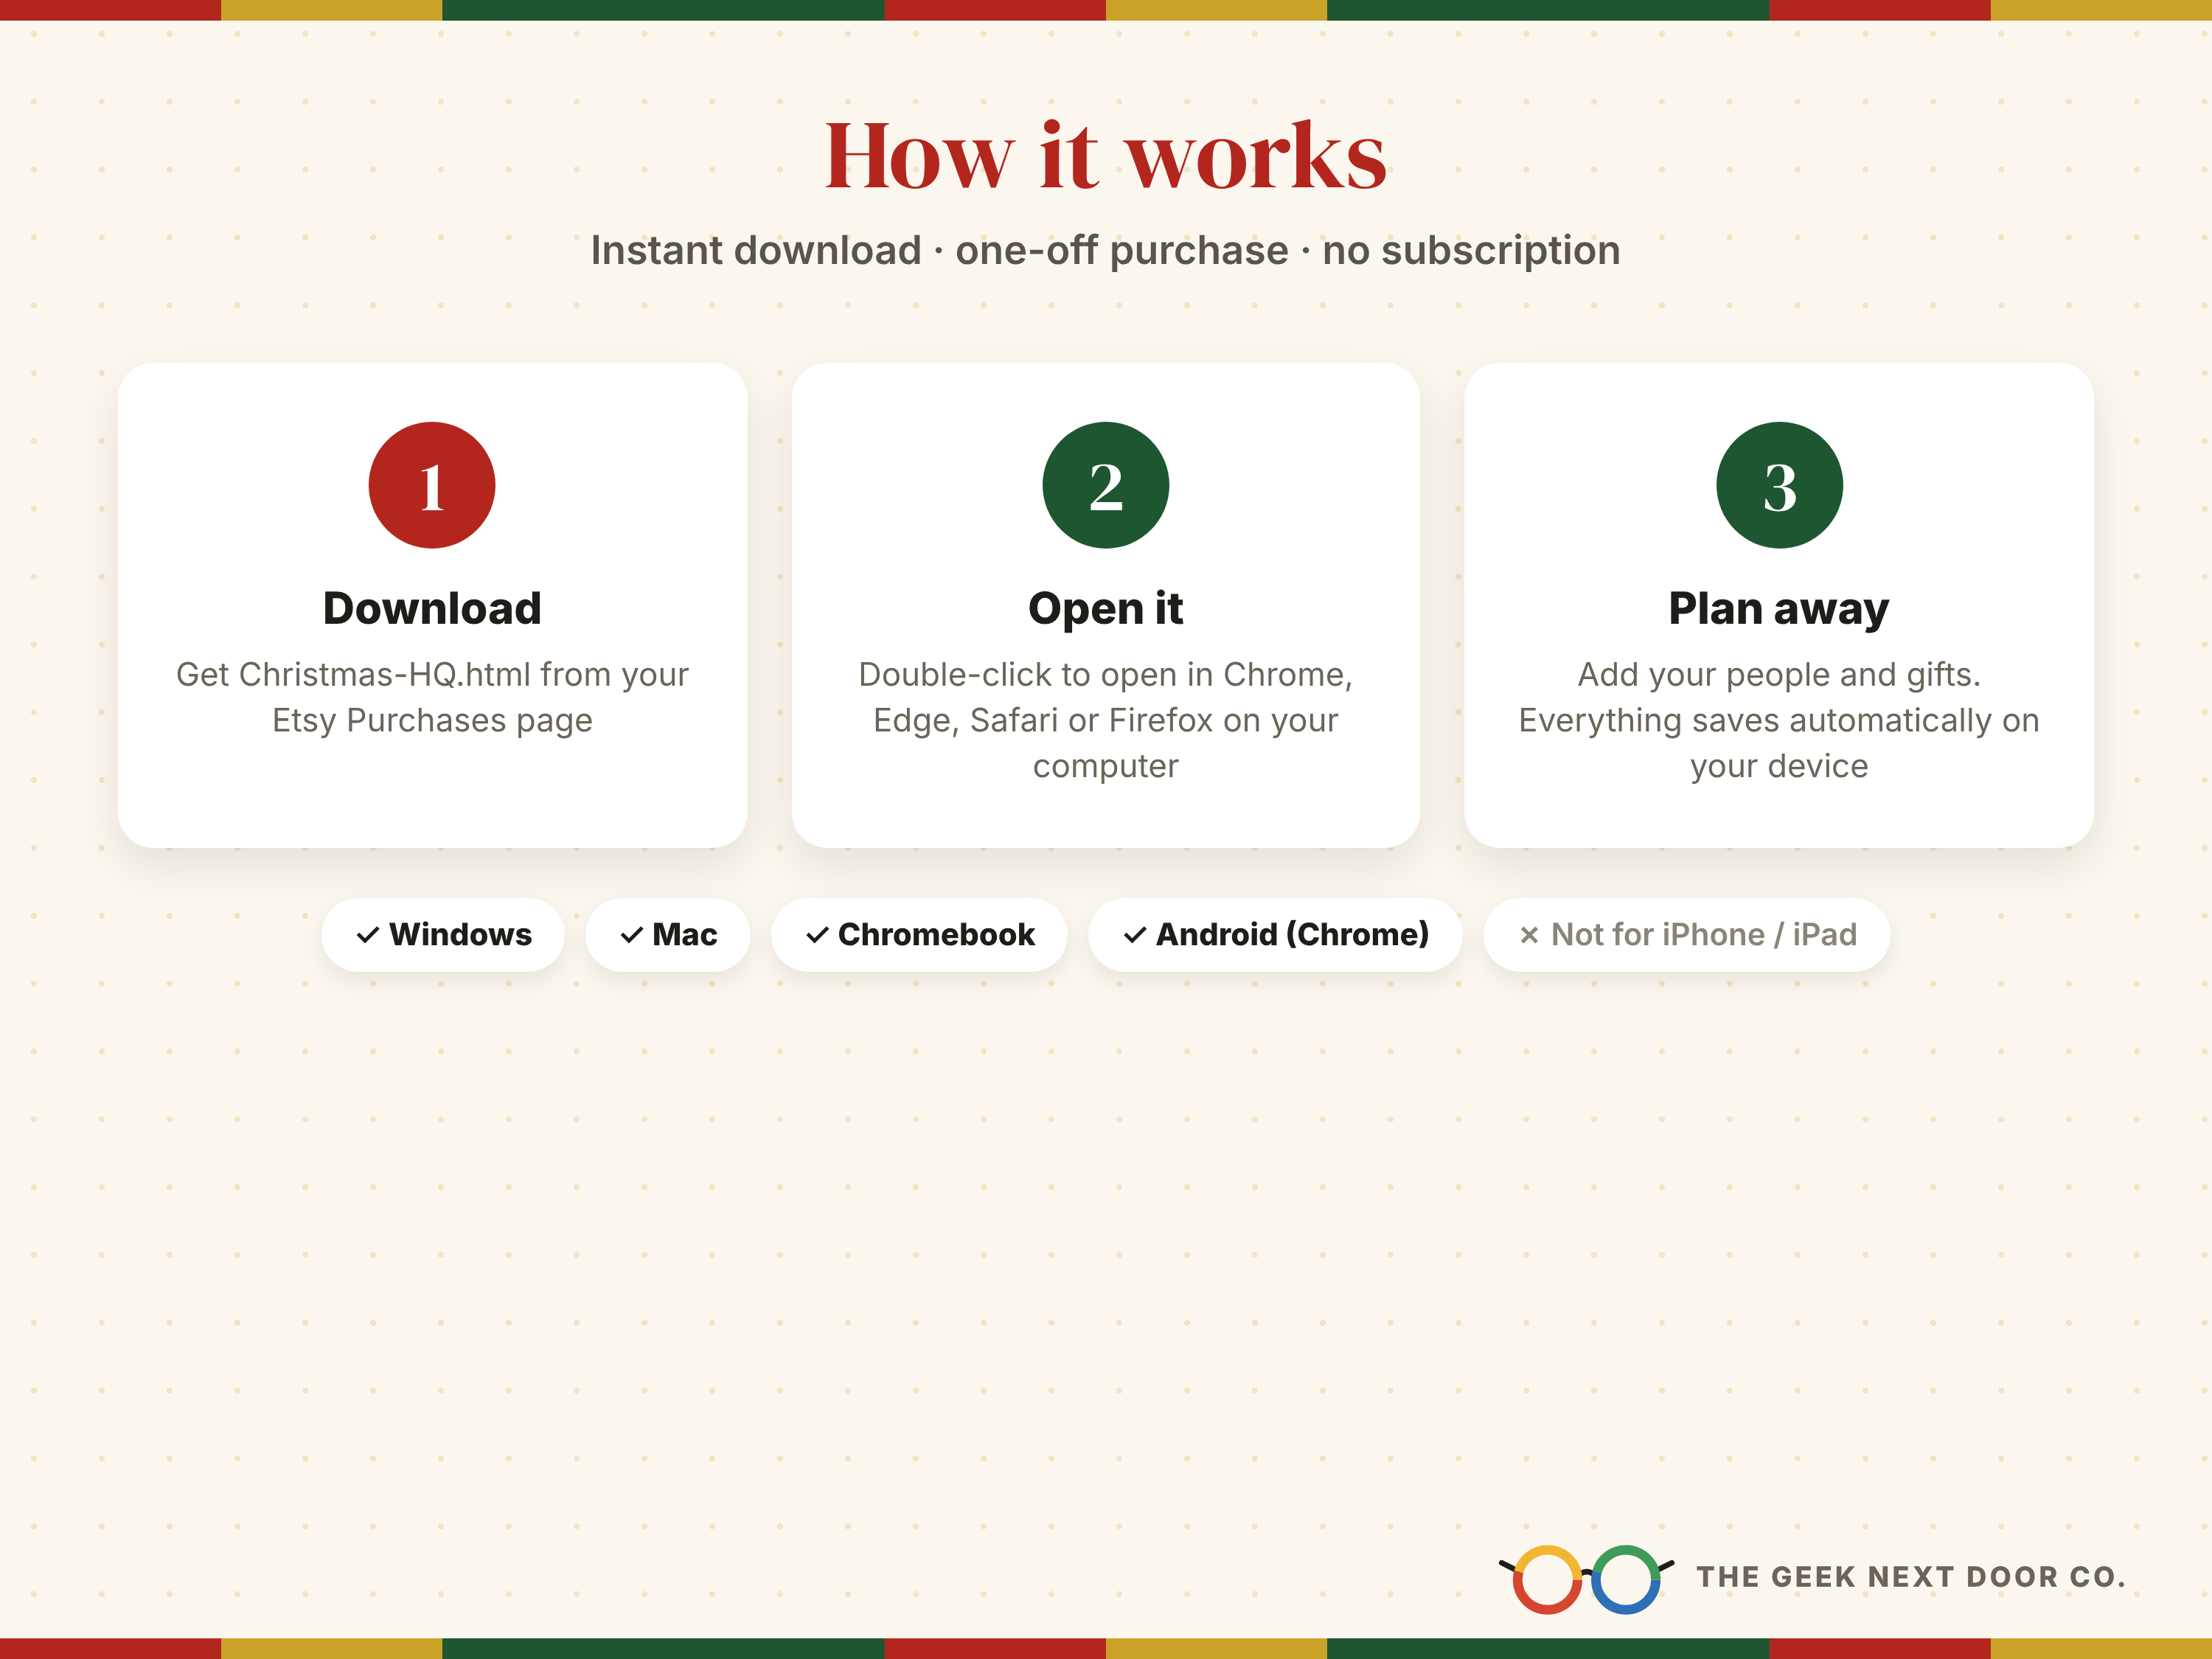 How it works
Instant download · one-off purchase · no subscription
1
Download
Get Christmas-HQ.html from your
Etsy Purchases page
2
Open it
Double-click to open in Chrome,
Edge, Safari or Firefox on your
computer
3
Plan away
Add your people and gifts.
Everything saves automatically on
your device
✓ Windows
✓ Mac
✓ Chromebook
✓ Android (Chrome)
✕ Not for iPhone / iPad
THE GEEK NEXT DOOR CO.